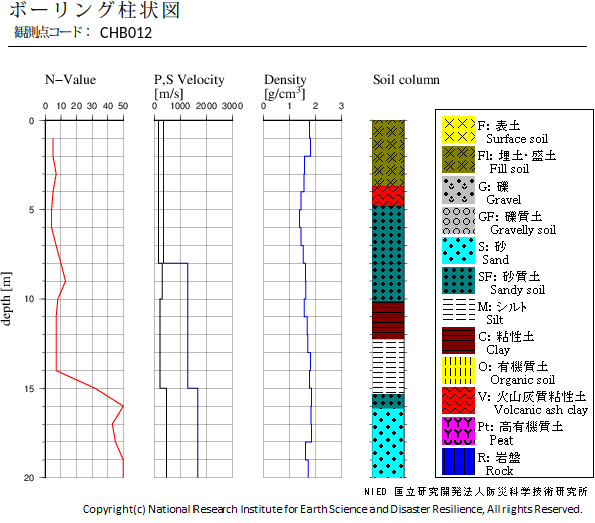 ボーリング柱状図
観測点コード： CHB012
N−Value
P,S Velocity
[m/s]
Density
[g/cm³]
Soil column
0 10 20 30 40 50
0 1000 2000 3000
0 1 2 3
0
5
10
15
20
depth [m]
F: 表土
Surface soil
Fl: 埋土・盛土
Fill soil
G: 礫
Gravel
GF: 礫質土
Gravelly soil
S: 砂
Sand
SF: 砂質土
Sandy soil
M: シルト
Silt
C: 粘性土
Clay
O: 有機質土
Organic soil
V: 火山灰質粘性土
Volcanic ash clay
Pt: 高有機質土
Peat
R: 岩盤
Rock
NIED 国立研究開発法人防災科学技術研究所
Copyright(c) National Research Institute for Earth Science and Disaster Resilience, All rights Reserved.